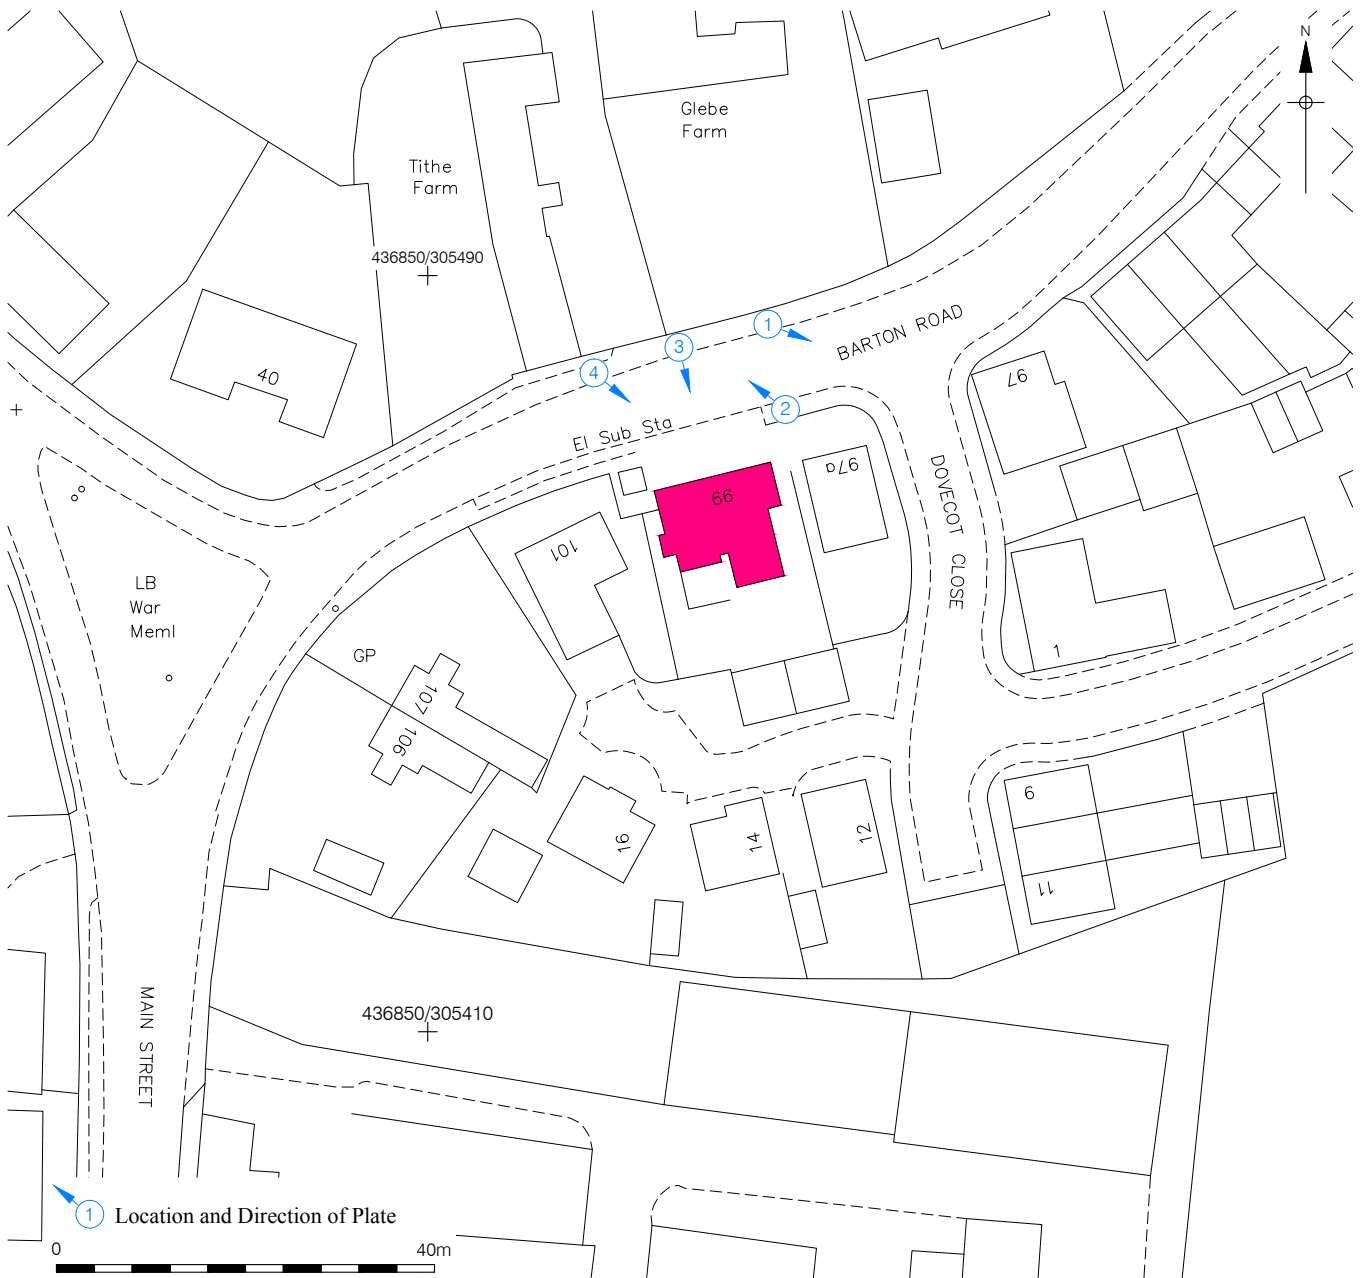 N
Glebe
Farm
Tithe
Farm
436850/305490
1
BARTON ROAD
3
4
2
40
El Sub Sta
97
97a
99
DOVECOT CLOSE
101
LB
War
Meml
1
GP
107
106
9
16
14
12
11
MAIN STREET
436850/305410
1 Location and Direction of Plate
0 40m